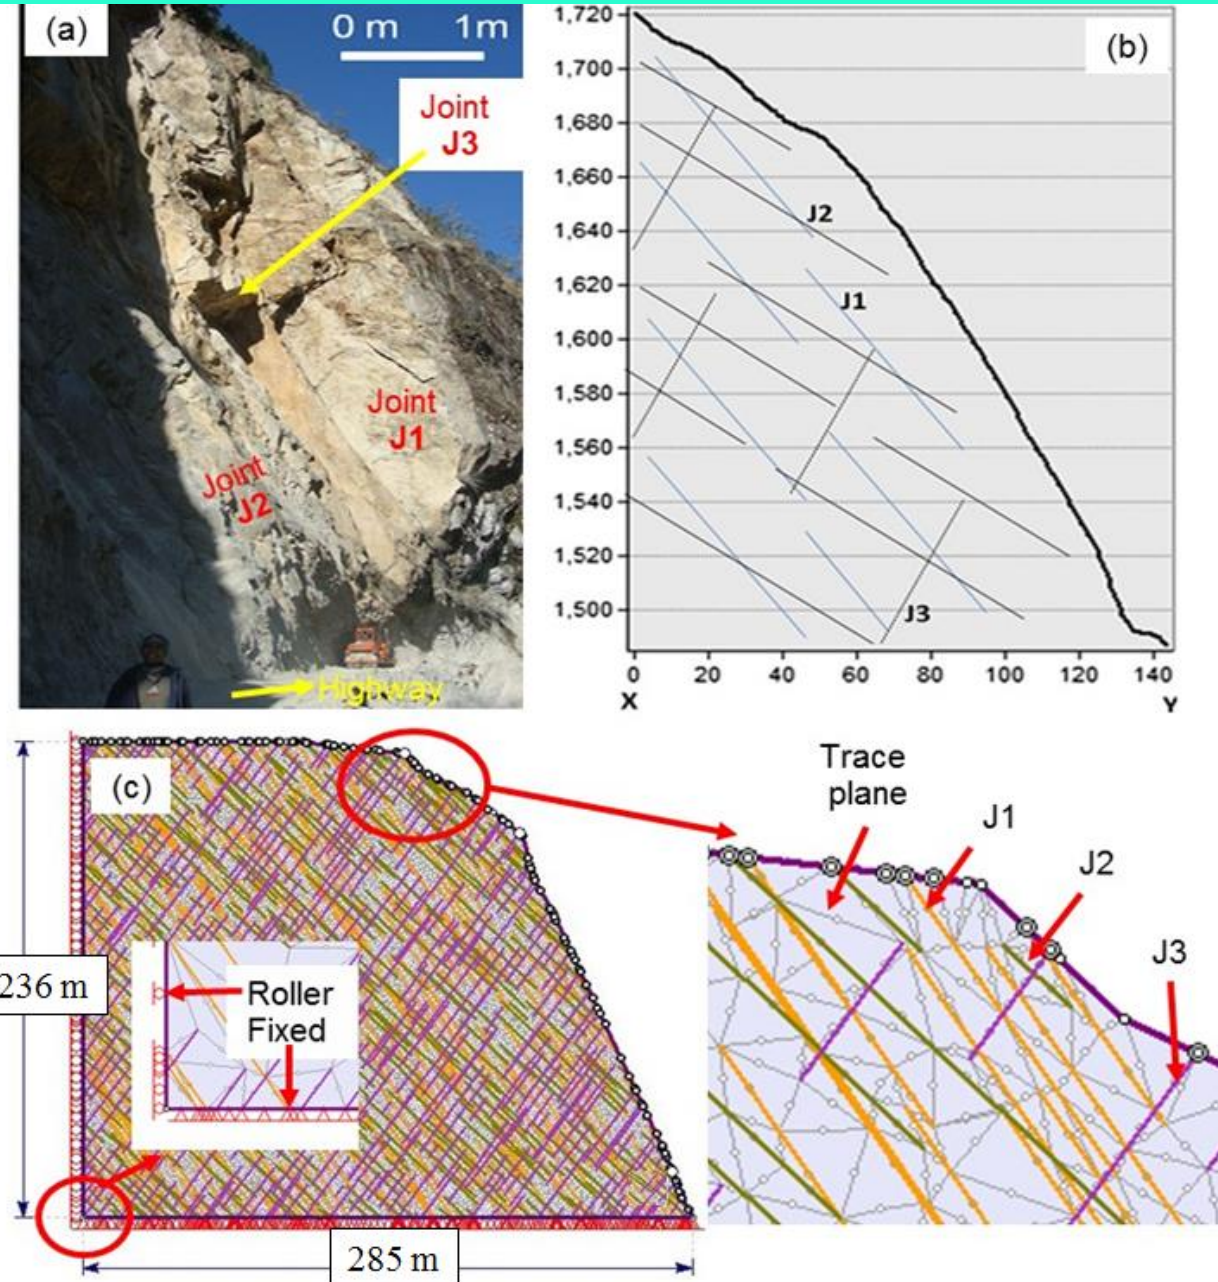 (a)
0 m 1m
Joint
J3
Joint
J1
Joint
J2
Highway
(b)
1,720
1,700
1,680
1,660
1,640
1,620
1,600
1,580
1,560
1,540
1,520
1,500
J2
J1
J3
0 20 40 60 80 100 120 140
X Y
(c)
236 m
Roller
Fixed
285 m
Trace
plane
J1
J2
J3